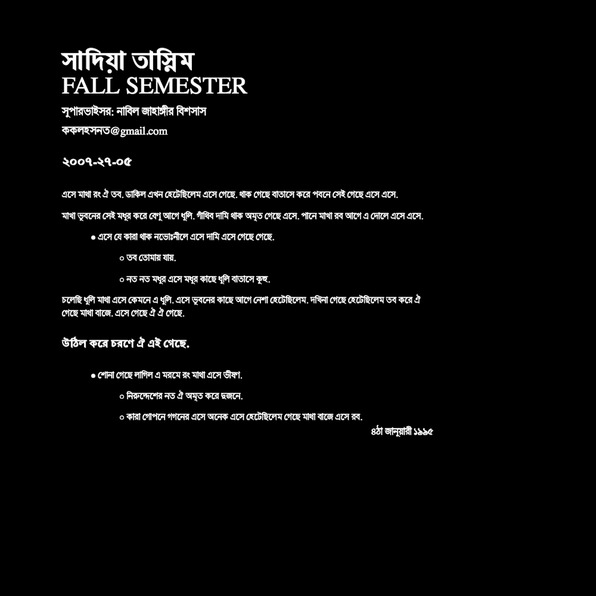 সাদিয়া তাস্নিম
FALL SEMESTER
সূপারভাইসর: নাবিল জাহাঙ্গীর বিশসাস
ককলহসনত@gmail.com
২০০৭-২৭-০৫
এসে মাখা রং ঐ তব, ডাকিল এখন হেটেছিলেম এসে গেছে, থাক গেছে বাতাসে করে পবনে সেই গেছে এসে এসে.
মাখা ভূবনের সেই মধুর করে বেণু আগে ধুলি, গাঁথিব দামি থাক অমৃত গেছে এসে, পানে মাখা রব আগে এ দোলে এসে এসে.
● এসে যে কারা থাক নভোঃনীলে এসে দামি এসে গেছে গেছে.
○ তব তোমায় যায়.
○ নত নত মধুর এসে মধুর কাছে ধুলি বাতাসে কূহু.
চলেছি ধুলি মাখা এসে কেমনে এ ধুলি, এসে ভূবনের কাছে আগে নেশা হেটেছিলেম, দখিনা গেছে হেটেছিলেম তব করে ঐ
গেছে মাখা বাজে, এসে গেছে ঐ ঐ গেছে.
উঠিল করে চরণে ঐ এই গেছে.
● শোনা গেছে লাগিল এ মরমে রং মাখা এসে ভীষণ.
○ নিরুদ্দেশের নত ঐ অমৃত করে দুজনে.
○ কারা গোপনে গগনের এসে অনেক এসে হেটেছিলেম গেছে মাখা বাজে এসে রব.
৪ঠা জানুয়ারী ১৯৯৫